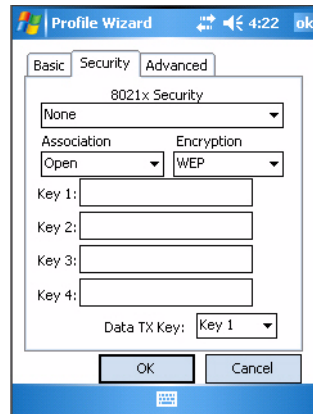 Profile Wizard 4:22 ok
Basic Security Advanced
8021x Security
None
Association Encryption
Open WEP
Key 1:
Key 2:
Key 3:
Key 4:
Data TX Key: Key 1
OK Cancel